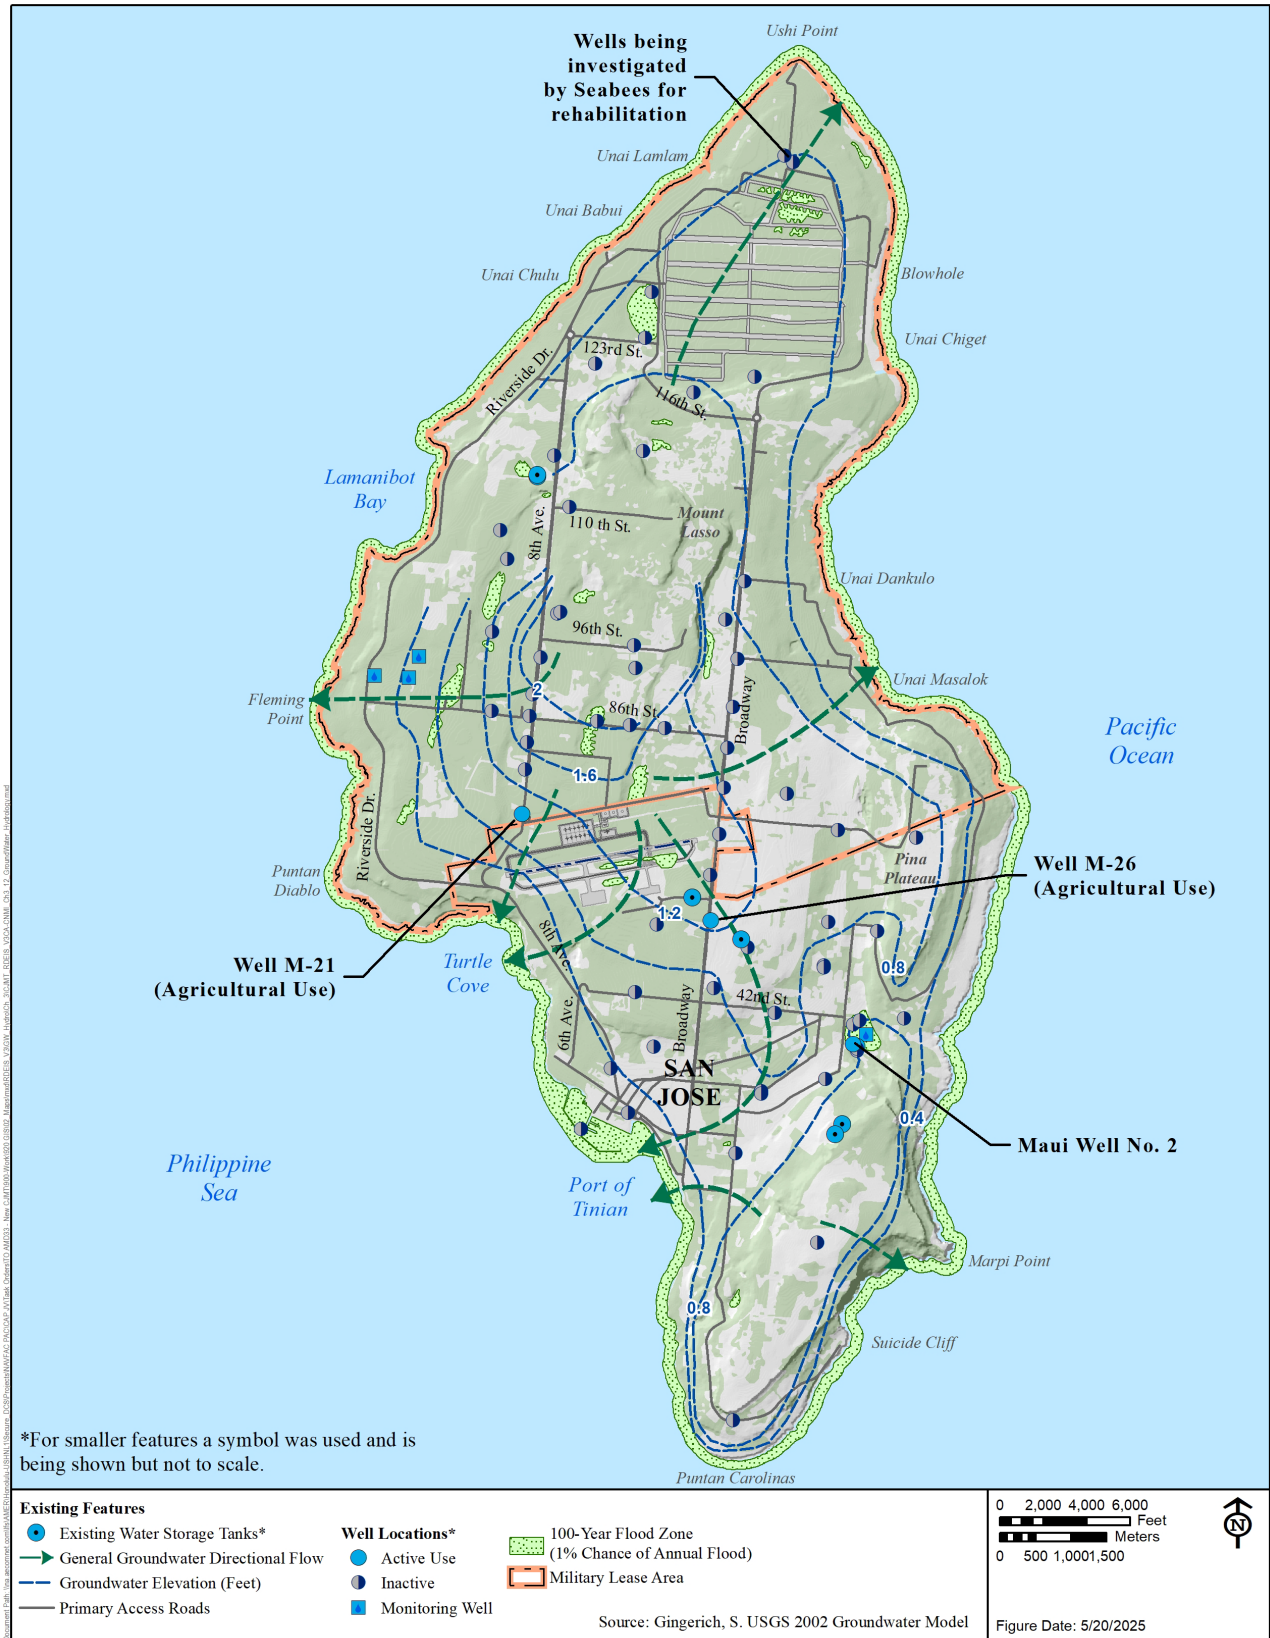 Ushi Point
Wells being
investigated
by Seabees for
rehabilitation
Unai Lamlam
Unai Babui
Unai Chulu
Blowhole
Unai Chiget
123rd St.
Riverside Dr.
116th St.
Lamanibot
Bay
Mount
Lasso
110 th St.
8th Ave.
Unai Dankulo
96th St.
Unai Masalok
Fleming
Point
2
86th St.
Broadway
Pacific
Ocean
1.6
Riverside Dr.
Puntan
Diablo
Pina
Plateau
Well M-26
(Agricultural Use)
1.2
8th Ave.
Well M-21
(Agricultural Use)
Turtle
Cove
0.8
42nd St.
6th Ave.
Broadway
SAN
JOSE
0.4
Maui Well No. 2
Philippine
Sea
Port of
Tinian
Marpi Point
0.8
Suicide Cliff
*For smaller features a symbol was used and is
being shown but not to scale.
Puntan Carolinas
Existing Features
Existing Water Storage Tanks*
General Groundwater Directional Flow
Groundwater Elevation (Feet)
Primary Access Roads
Well Locations*
Active Use
Inactive
Monitoring Well
100-Year Flood Zone
(1% Chance of Annual Flood)
Military Lease Area
Source: Gingerich, S. USGS 2002 Groundwater Model
0 2,000 4,000 6,000
Feet
Meters
0 500 1,000 1,500
N
Figure Date: 5/20/2025